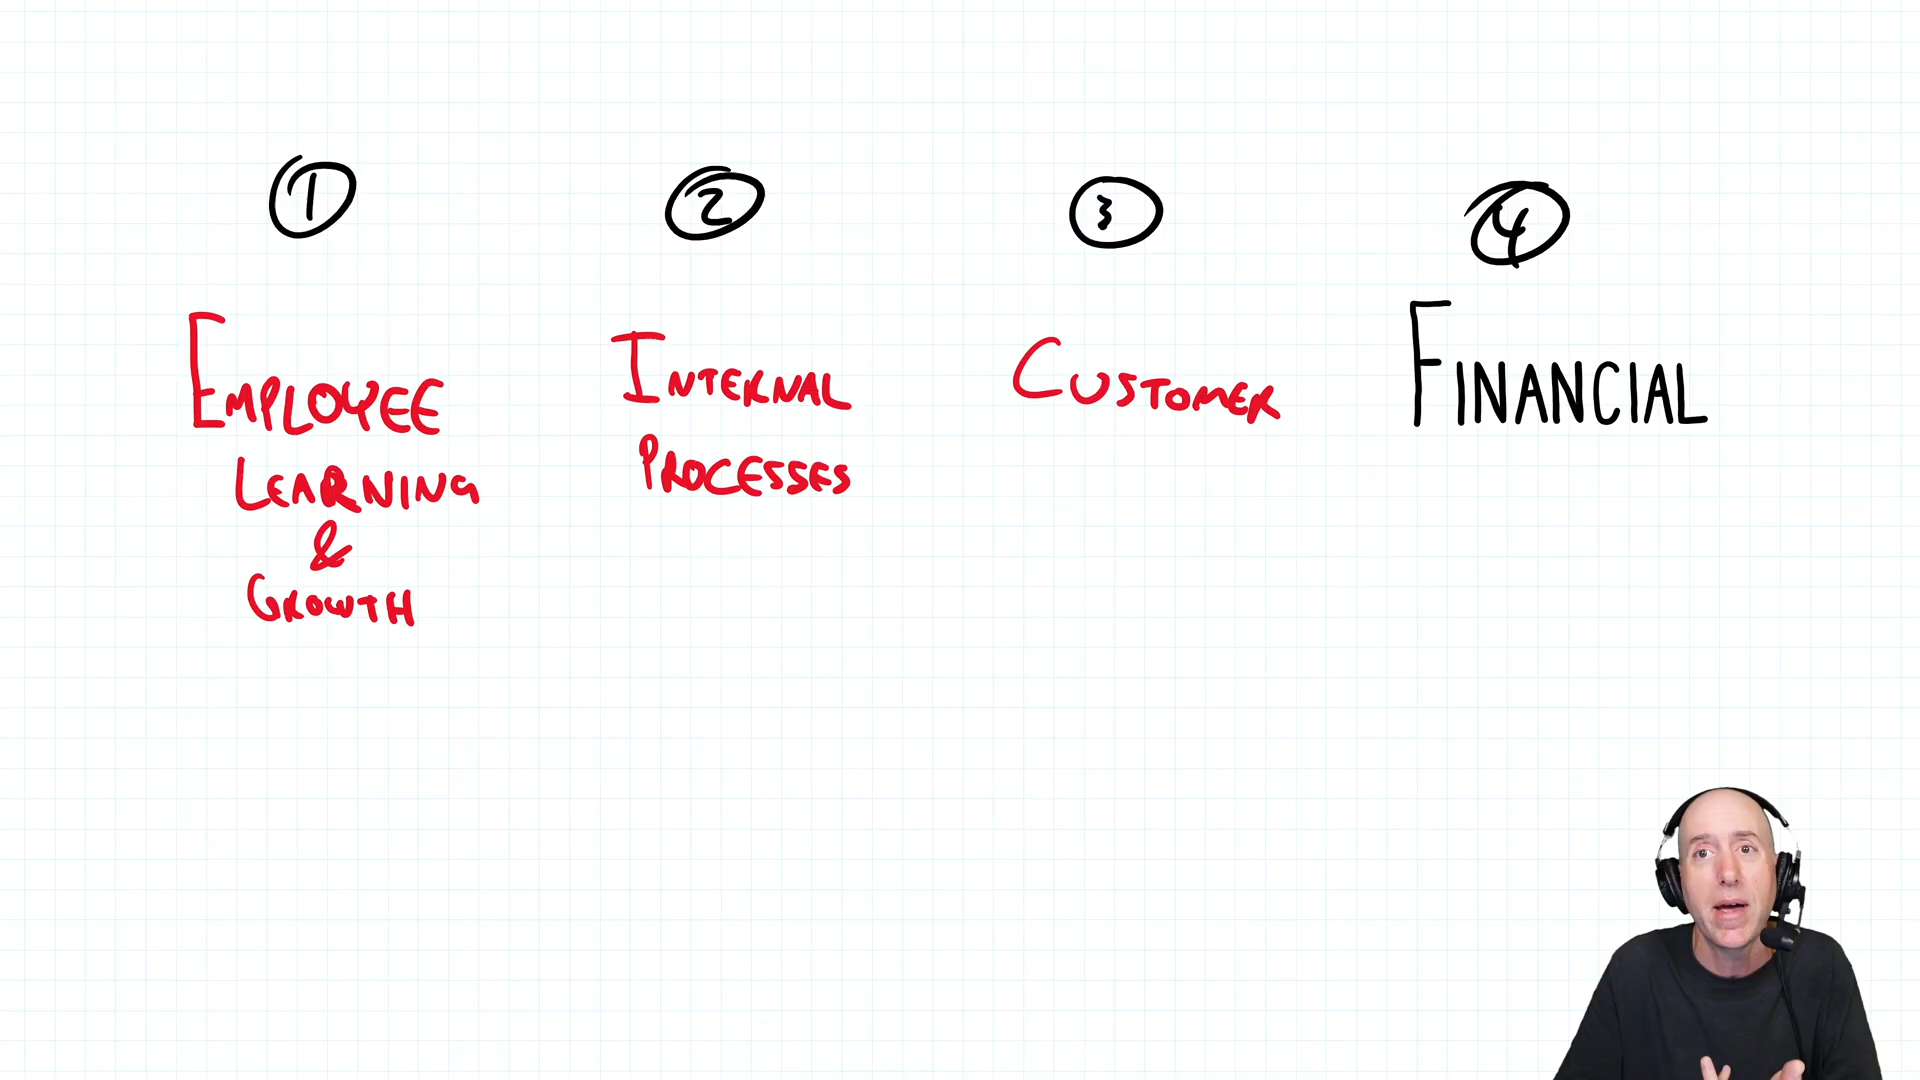 1
2
3
4
EMPLOYEE
LEARNING
&
GROWTH
INTERNAL
PROCESSES
CUSTOMER
FINANCIAL